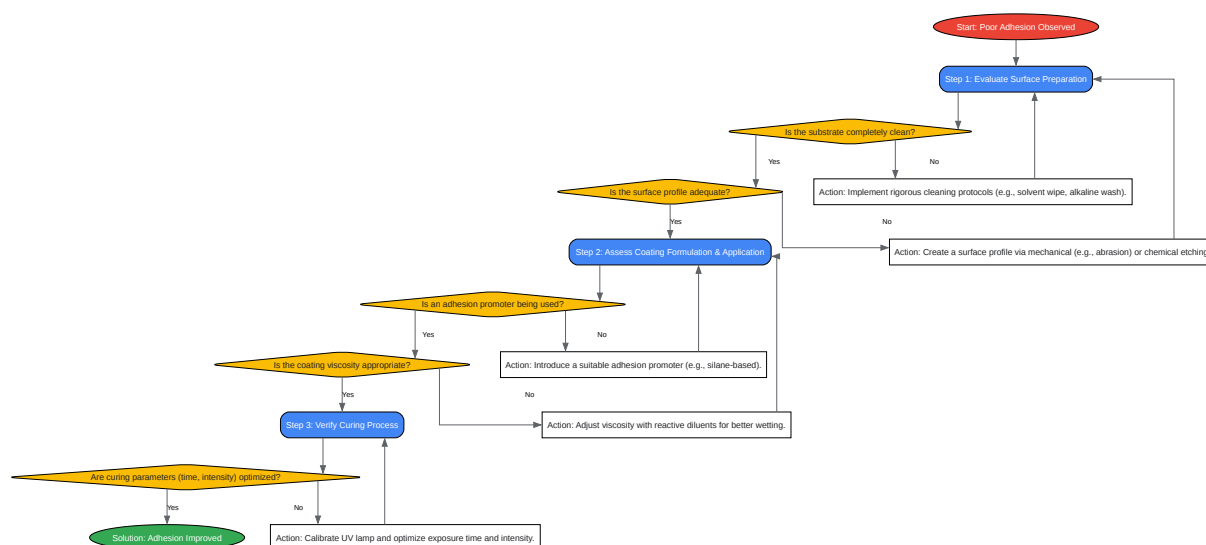 Start: Poor Adhesion Observed
Step 1: Evaluate Surface Preparation
Is the substrate completely clean?
Yes
No
Is the surface profile adequate?
Action: Implement rigorous cleaning protocols (e.g., solvent wipe, alkaline wash).
Yes
No
Step 2: Assess Coating Formulation & Application
Action: Create a surface profile via mechanical (e.g., abrasion) or chemical etching
Is an adhesion promoter being used?
Yes
No
Is the coating viscosity appropriate?
Action: Introduce a suitable adhesion promoter (e.g., silane-based).
Yes
No
Step 3: Verify Curing Process
Action: Adjust viscosity with reactive diluents for better wetting.
Are curing parameters (time, intensity) optimized?
Yes
No
Solution: Adhesion Improved
Action: Calibrate UV lamp and optimize exposure time and intensity.